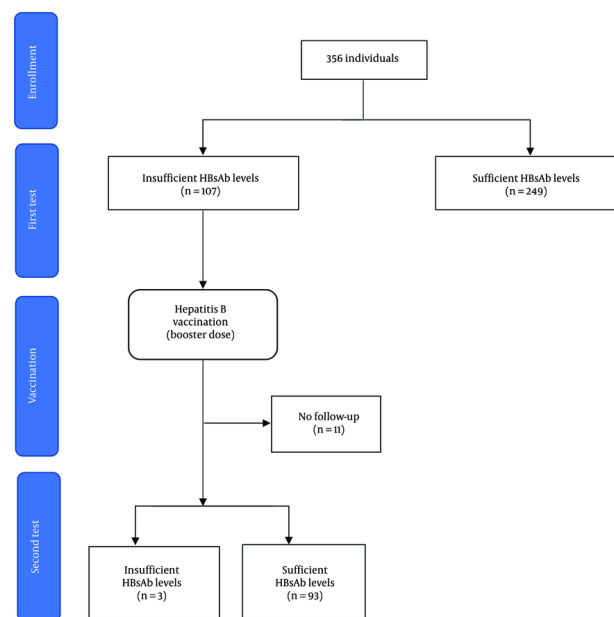 Enrollment
356 individuals
First test
Insufficient HBsAb levels
(n = 107)
Sufficient HBsAb levels
(n = 249)
Vaccination
Hepatitis B
vaccination
(booster dose)
No follow-up
(n = 11)
Second test
Insufficient
HBsAb levels
(n = 3)
Sufficient
HBsAb levels
(n = 93)